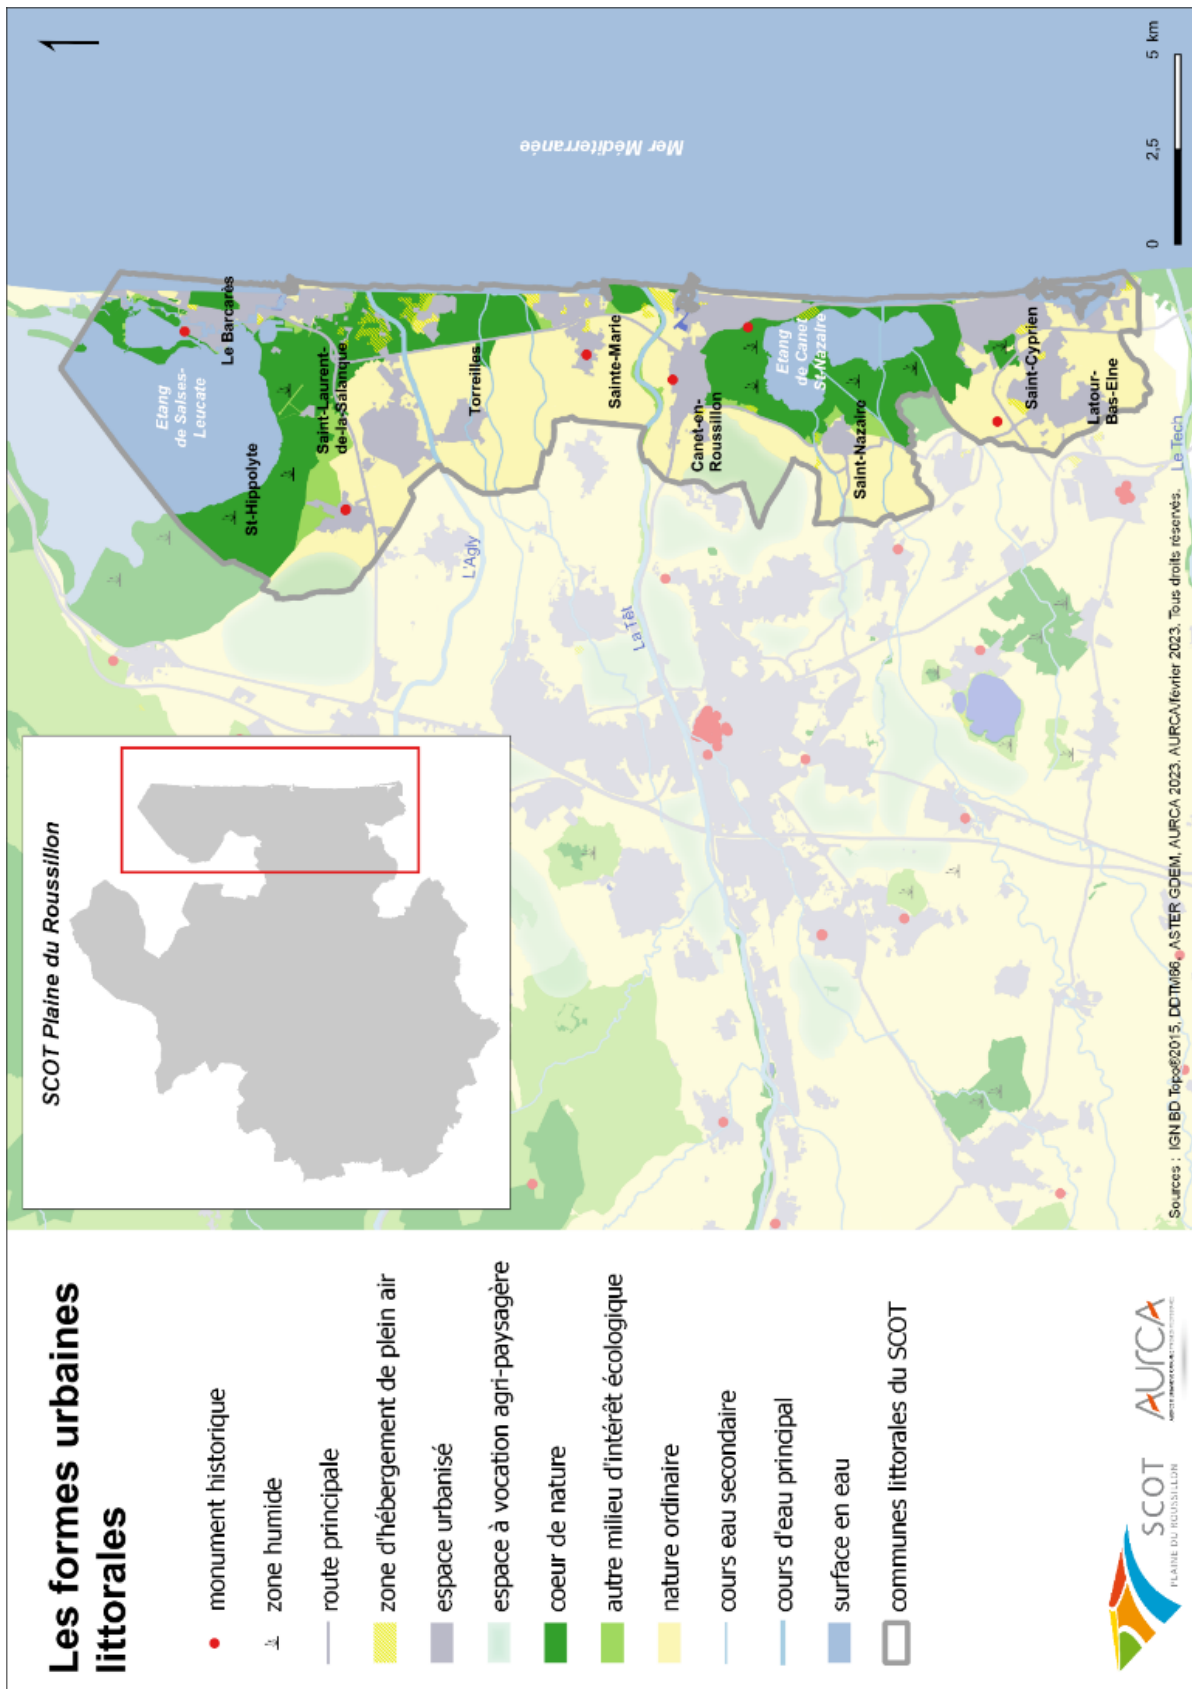 Les formes urbaines
littorales
monument historique
zone humide
route principale
zone d'hébergement de plein air
espace urbanisé
espace à vocation agri-paysagère
coeur de nature
autre milieu d'intérêt écologique
nature ordinaire
cours eau secondaire
cours d'eau principal
surface en eau
communes littorales du SCOT
SCOT
PLAINE DU ROUSSILLON
AURCA
SCOT Plaine du Roussillon
Etang
de Salses-
Leucate
Le Barcarès
St-Hippolyte
Saint-Laurent-
de-la-Salanque
L'Agly
Torreilles
Sainte-Marie
La Têt
Canet-en-
Roussillon
Etang
de Canet
St-Nazaire
Saint-Nazaire
Saint-Cyprien
Latour-
Bas-Elne
Le Tech
Mer Méditerranée
0 2,5 5 km
Sources : IGN BD Topo®2015, DDTM66, ASTER GDEM, AURCA 2023. AURCA/février 2023. Tous droits réservés.